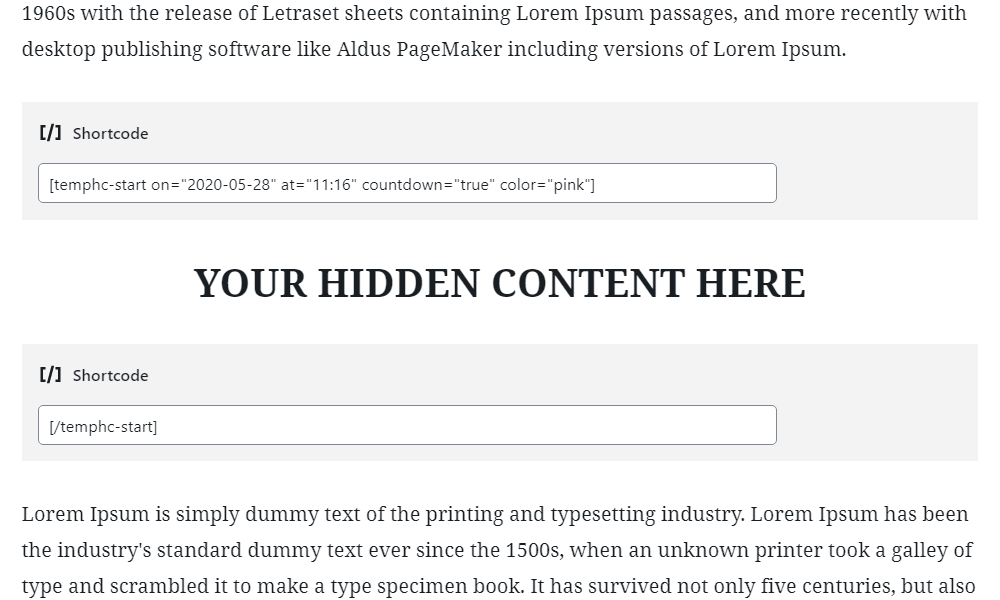 1960s with the release of Letraset sheets containing Lorem Ipsum passages, and more recently with
desktop publishing software like Aldus PageMaker including versions of Lorem Ipsum.
[/] Shortcode
[temphc-start on="2020-05-28" at="11:16" countdown="true" color="pink"]
YOUR HIDDEN CONTENT HERE
[/] Shortcode
[/temphc-start]
Lorem Ipsum is simply dummy text of the printing and typesetting industry. Lorem Ipsum has been
the industry's standard dummy text ever since the 1500s, when an unknown printer took a galley of
type and scrambled it to make a type specimen book. It has survived not only five centuries, but also